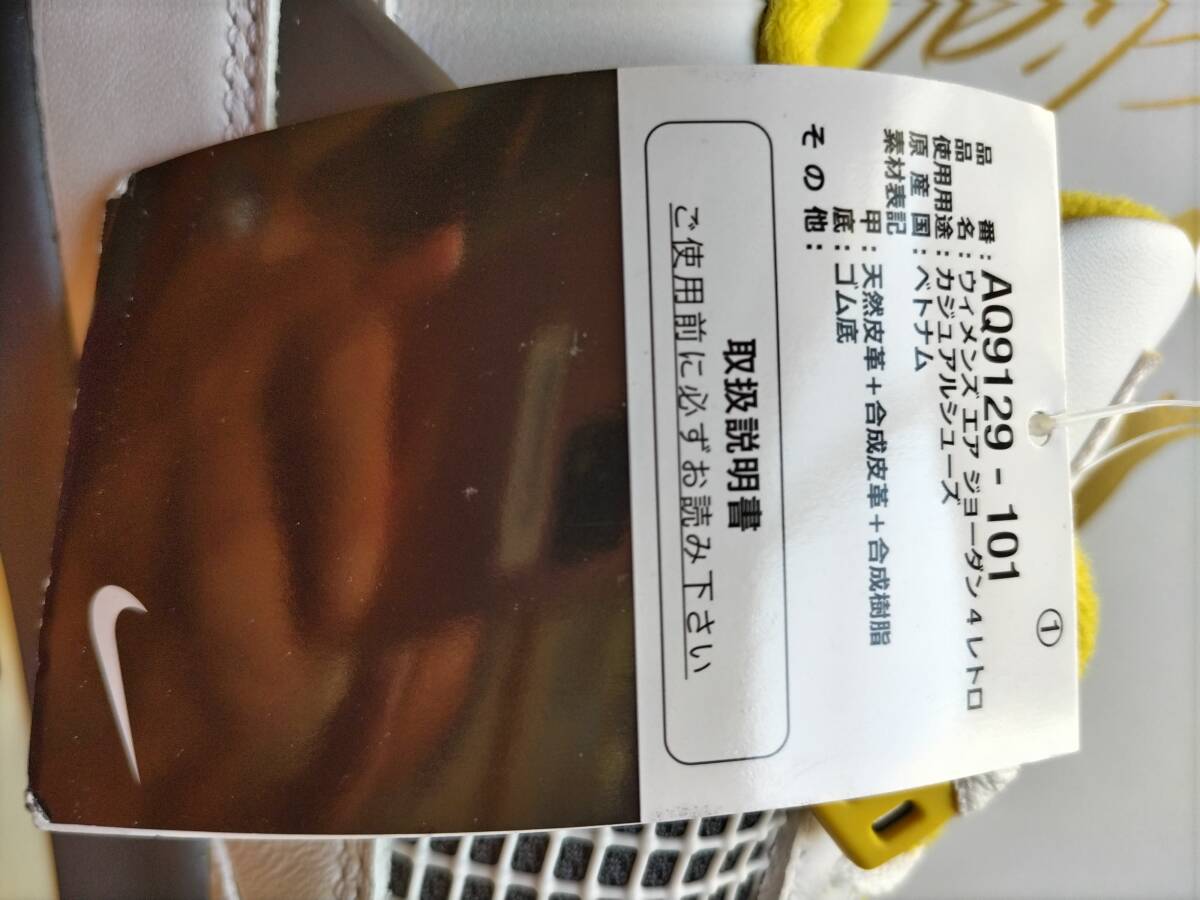 ①
品番：AQ9129-101
品名：ウィメンズ エア ジョーダン 4 レトロ
使用用途：カジュアルシューズ
原産国：ベトナム
素材表記
甲：天然皮革＋合成皮革＋合成樹脂
底：ゴム底
その他：
取扱説明書
ご使用前に必ずお読み下さい